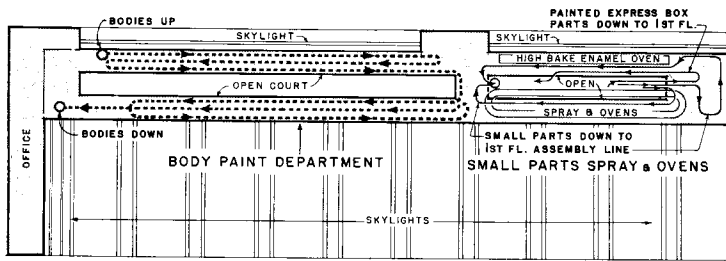 BODIES UP
SKYLIGHT
PAINTED EXPRESS BOX
PARTS DOWN TO 1ST FL.
SKYLIGHT
HIGH BAKE ENAMEL OVEN
OPEN COURT
OPEN
SPRAY & OVENS
BODIES DOWN
OFFICE
BODY PAINT DEPARTMENT
SMALL PARTS DOWN TO
1ST FL. ASSEMBLY LINE
SMALL PARTS SPRAY & OVENS
SKYLIGHTS